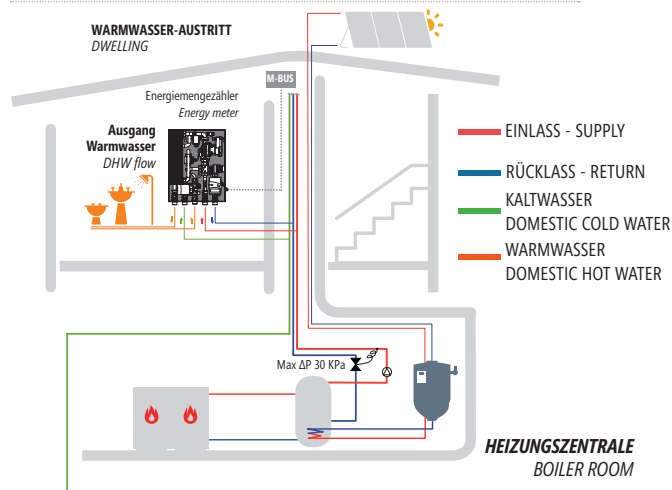 WARMWASSER-AUSTRITT
DWELLING
M-BUS
Energiemengezähler
Energy meter
Ausgang
Warmwasser
DHW flow
EINLASS - SUPPLY
RÜCKLASS - RETURN
KALTWASSER
DOMESTIC COLD WATER
WARMWASSER
DOMESTIC HOT WATER
Max ΔP 30 KPa
HEIZUNGSZENTRALE
BOILER ROOM